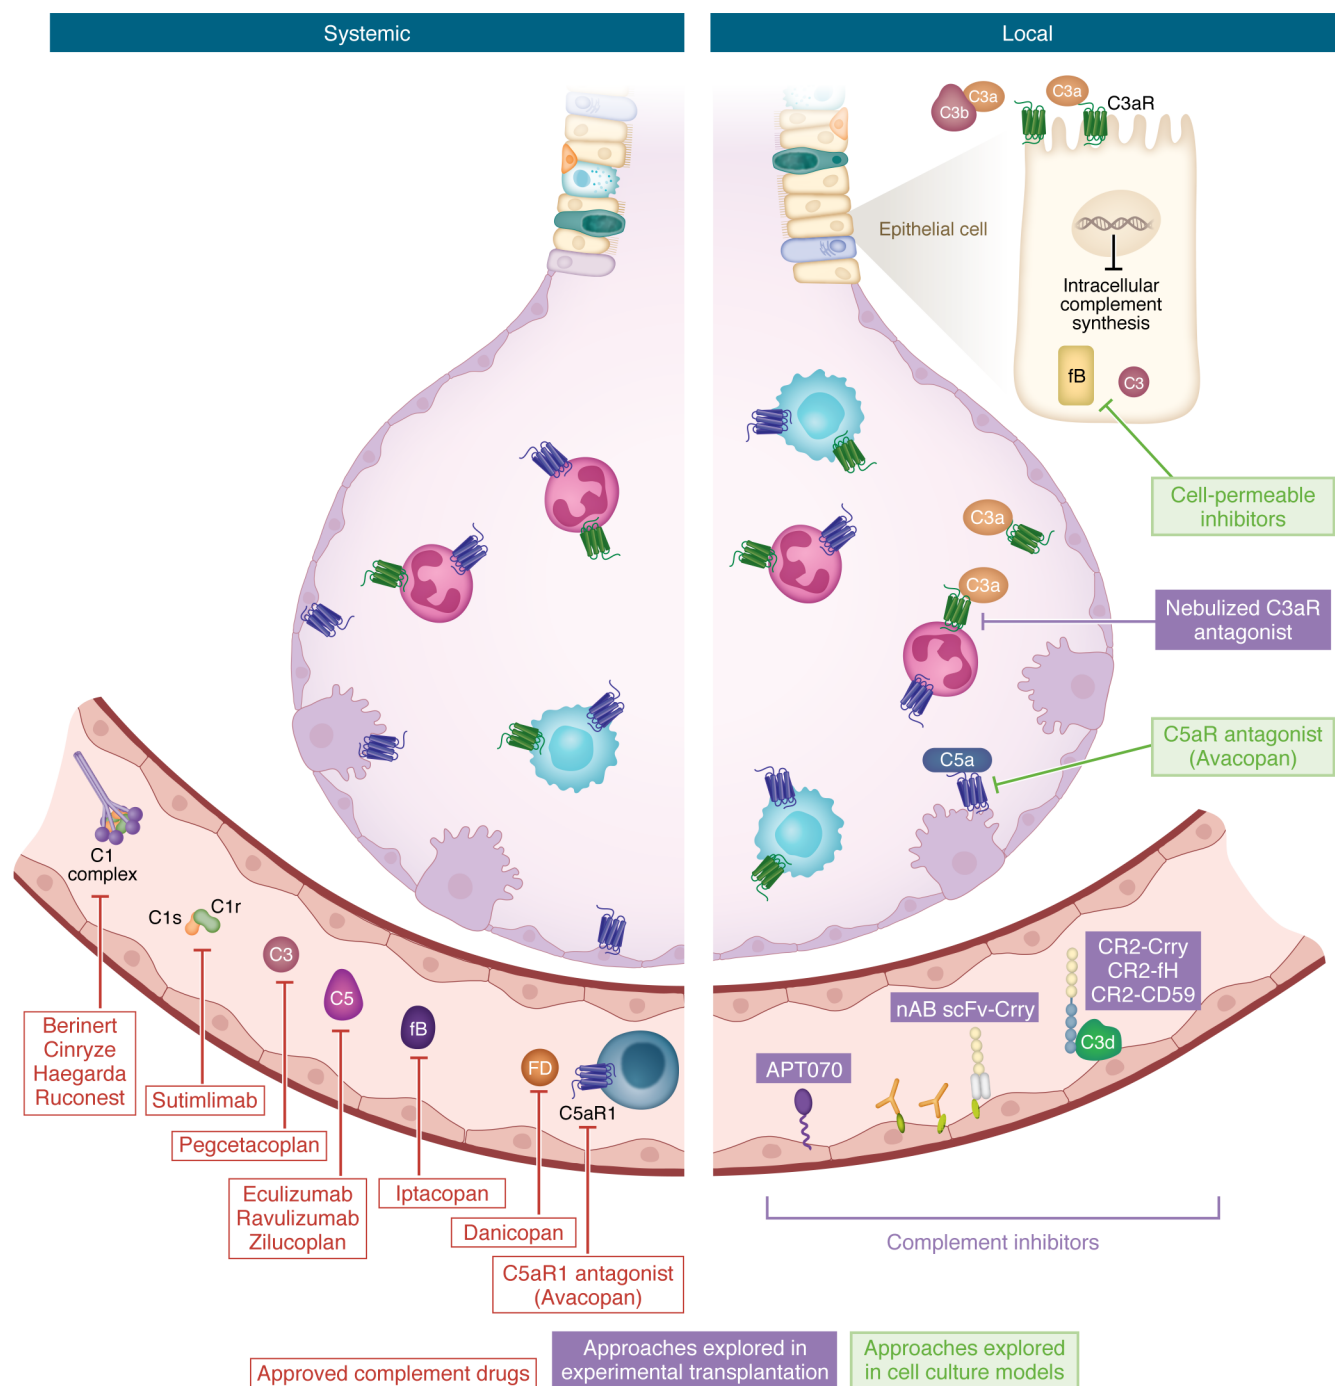 Systemic
Local
C3a
C3b
C3a
C3aR
Epithelial cell
Intracellular
complement
synthesis
fB
C3
Cell-permeable
inhibitors
C3a
C3a
Nebulized C3aR
antagonist
C5aR antagonist
(Avacopan)
C5a
C1
complex
C1s
C1r
C3
C5
fB
FD
C5aR1
Berinert
Cinryze
Haegarda
Ruconest
Sutimlimab
Pegcetacoplan
Eculizumab
Ravulizumab
Zilucoplan
Iptacopan
Danicopan
C5aR1 antagonist
(Avacopan)
CR2-Crry
CR2-fH
CR2-CD59
nAB scFv-Crry
C3d
APT070
Complement inhibitors
Approved complement drugs
Approaches explored in
experimental transplantation
Approaches explored
in cell culture models